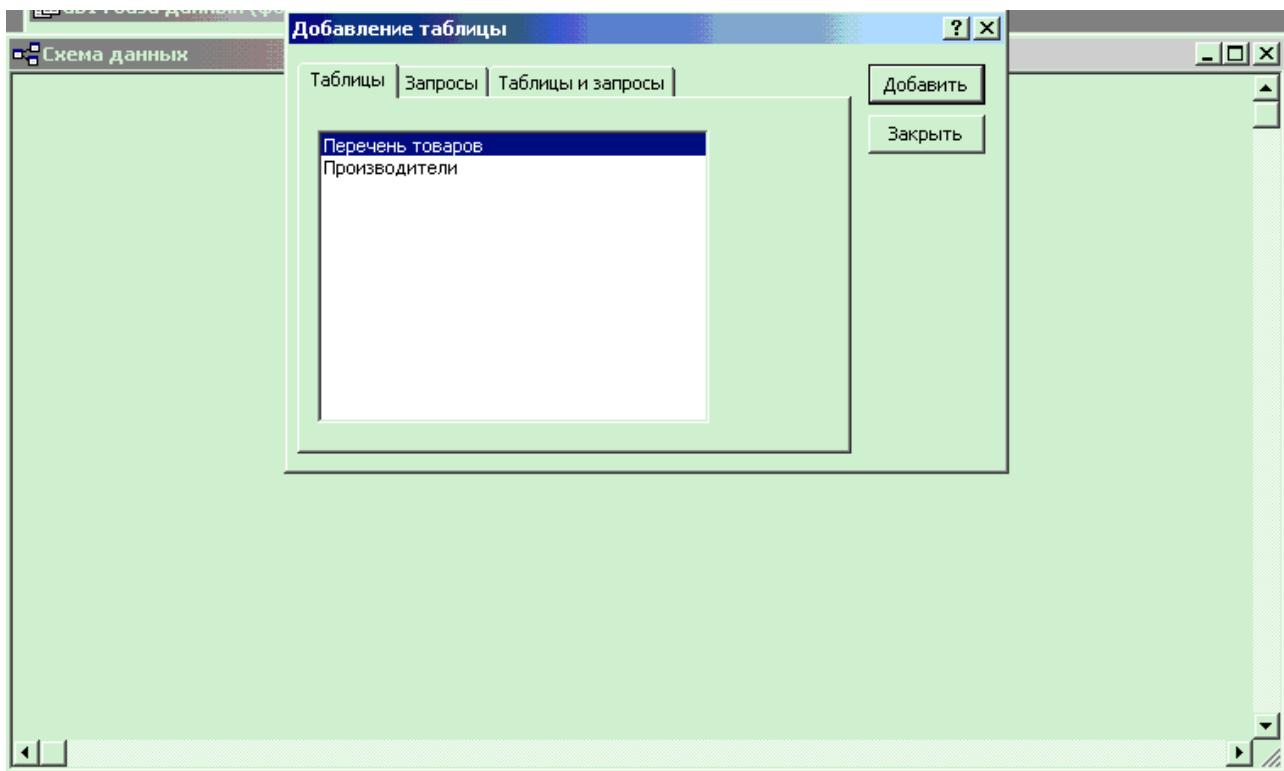 Добавление таблицы
Схема данных
Таблицы Запросы Таблицы и запросы
Добавить
Закрыть
Перечень товаров
Производители